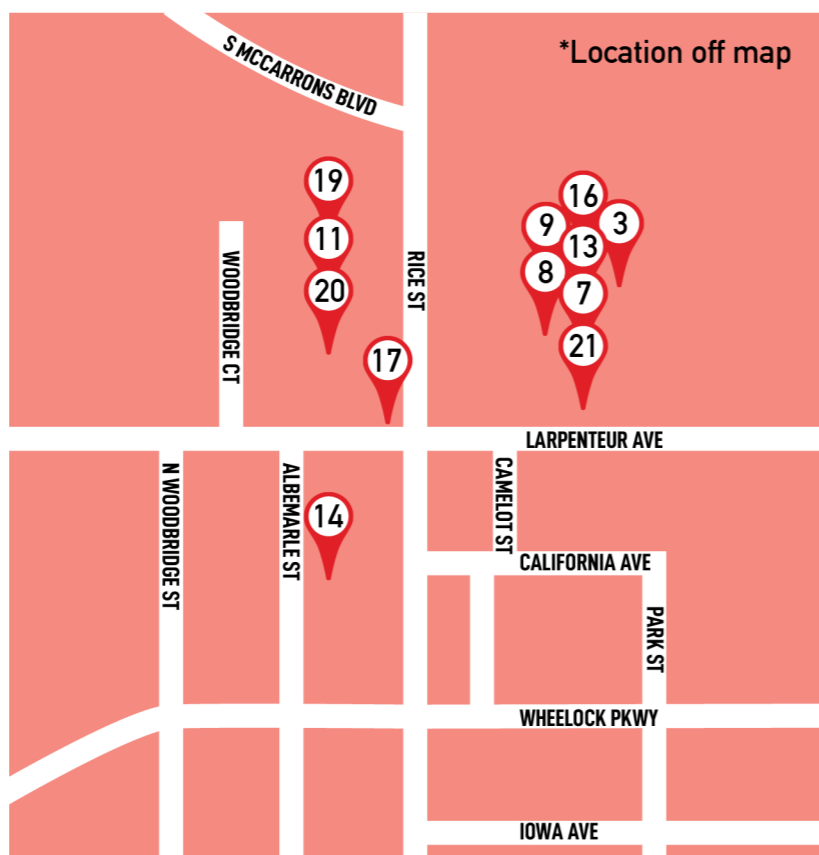 *Location off map
S MCCARRONS BLVD
19
16
9
3
11
13
WOODBRIDGE CT
RICE ST
8
20
7
17
21
LARPENTEUR AVE
N WOODBRIDGE ST
ALBEMARLE ST
14
CAMELOT ST
CALIFORNIA AVE
PARK ST
WHEELOCK PKWY
IOWA AVE